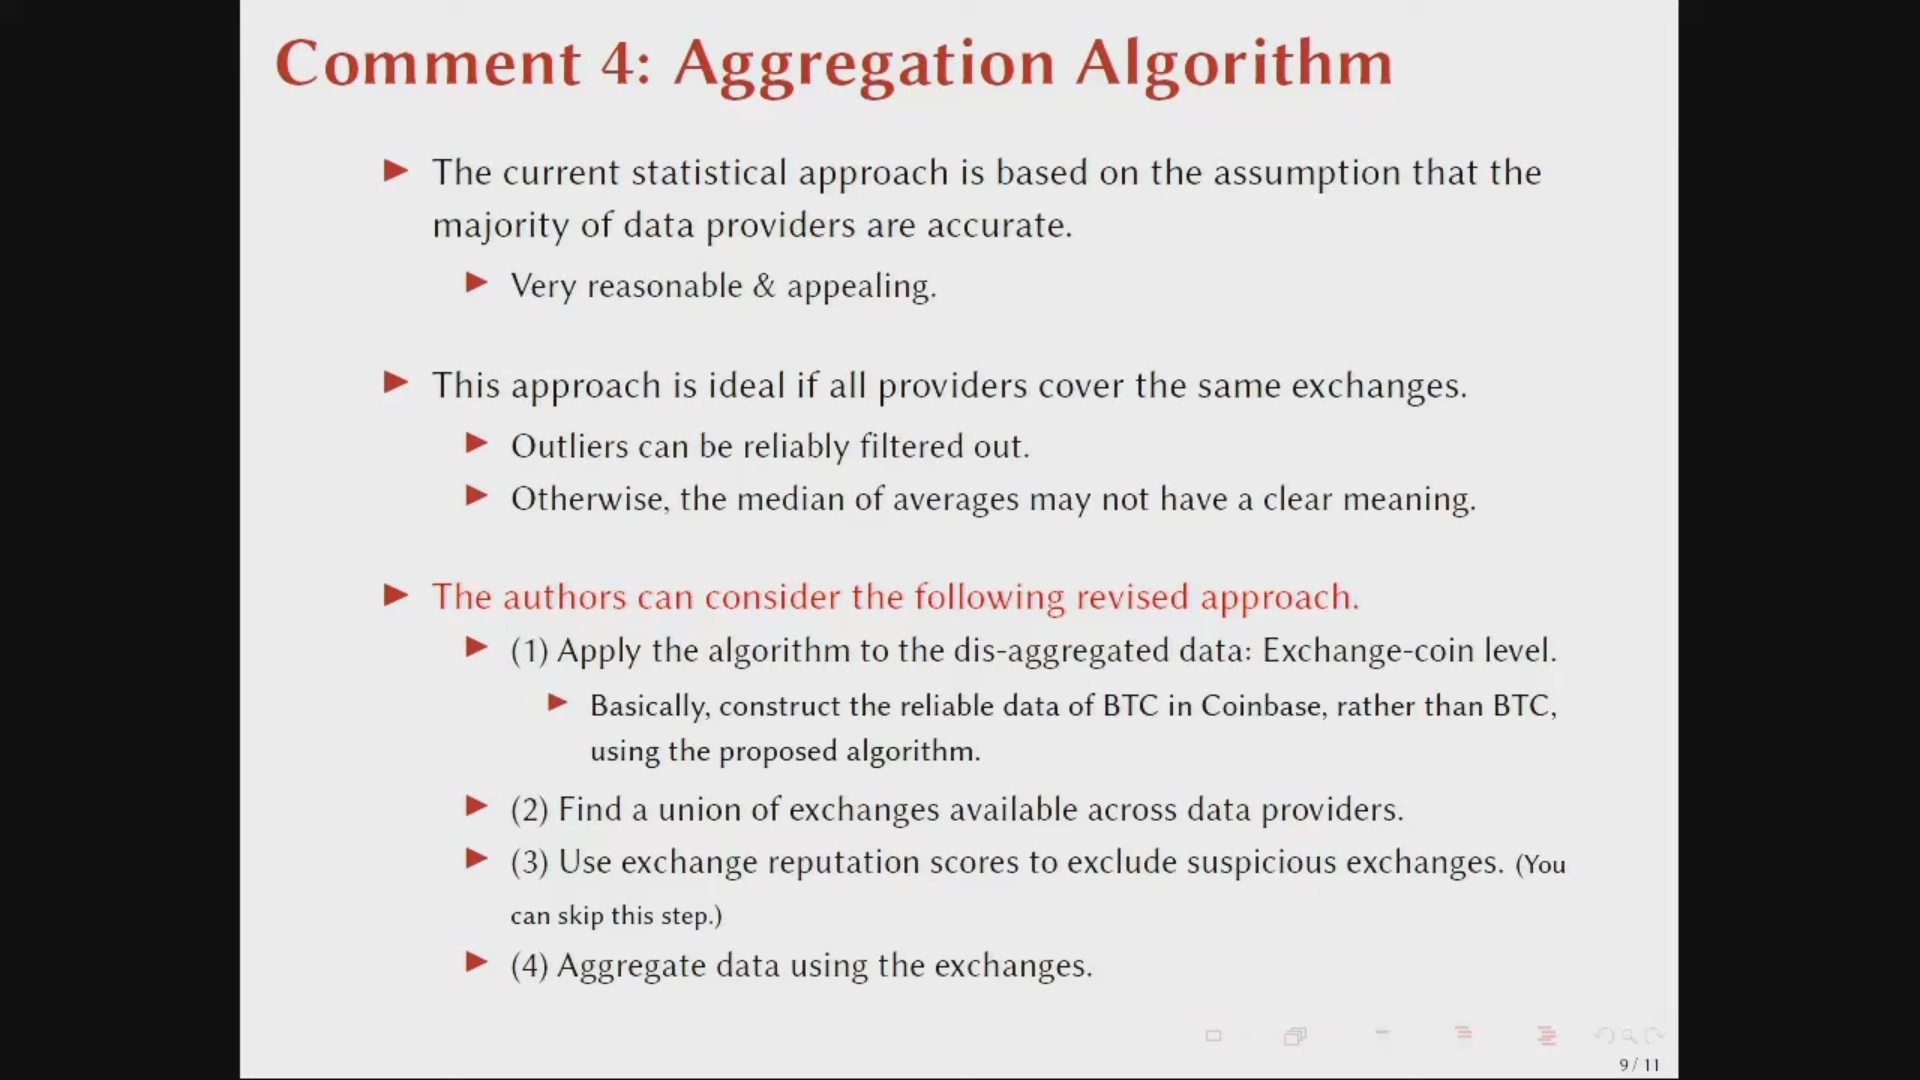 Comment 4: Aggregation Algorithm
The current statistical approach is based on the assumption that the
majority of data providers are accurate.
Very reasonable & appealing.
This approach is ideal if all providers cover the same exchanges.
Outliers can be reliably filtered out.
Otherwise, the median of averages may not have a clear meaning.
The authors can consider the following revised approach.
(1) Apply the algorithm to the dis-aggregated data: Exchange-coin level.
Basically, construct the reliable data of BTC in Coinbase, rather than BTC,
using the proposed algorithm.
(2) Find a union of exchanges available across data providers.
(3) Use exchange reputation scores to exclude suspicious exchanges. (You
can skip this step.)
(4) Aggregate data using the exchanges.
9 / 11